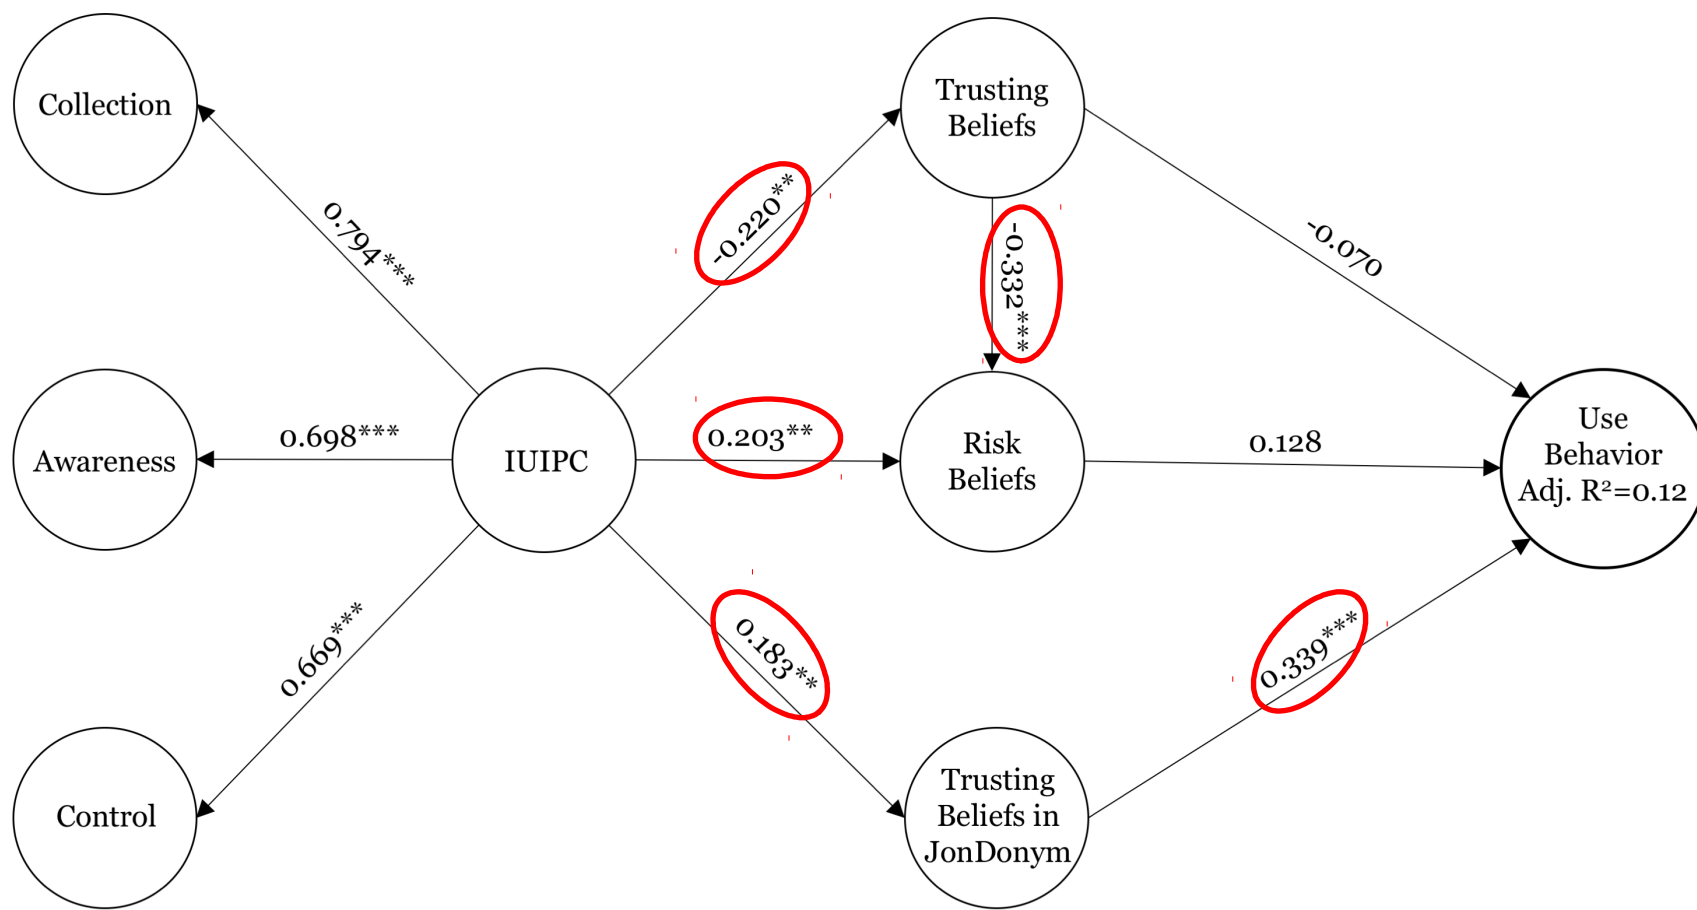 Collection
Trusting
Beliefs
0.794***
-0.220**
-0.332***
-0.070
Awareness
0.698***
IUIPC
0.203**
Risk
Beliefs
0.128
Use
Behavior
Adj. R²=0.12
0.669***
0.183**
0.339***
Control
Trusting
Beliefs in
JonDonym